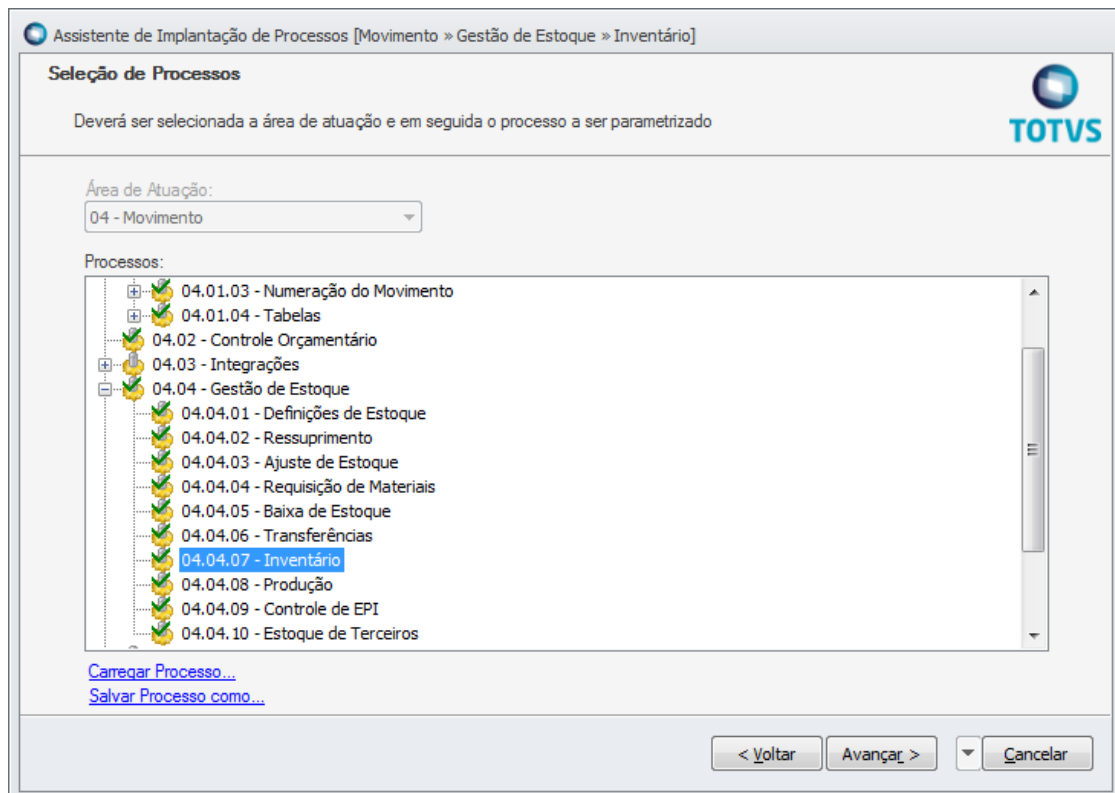 Assistente de Implantação de Processos [Movimento » Gestão de Estoque » Inventário]
Seleção de Processos
Deverá ser selecionada a área de atuação e em seguida o processo a ser parametrizado
TOTVS
Área de Atuação:
04 - Movimento
Processos:
04.01.03 - Numeração do Movimento
04.01.04 - Tabelas
04.02 - Controle Orçamentário
04.03 - Integrações
04.04 - Gestão de Estoque
04.04.01 - Definições de Estoque
04.04.02 - Ressuprimento
04.04.03 - Ajuste de Estoque
04.04.04 - Requisição de Materiais
04.04.05 - Baixa de Estoque
04.04.06 - Transferências
04.04.07 - Inventário
04.04.08 - Produção
04.04.09 - Controle de EPI
04.04.10 - Estoque de Terceiros
Carregar Processo...
Salvar Processo como...
< Voltar
Avançar >
Cancelar